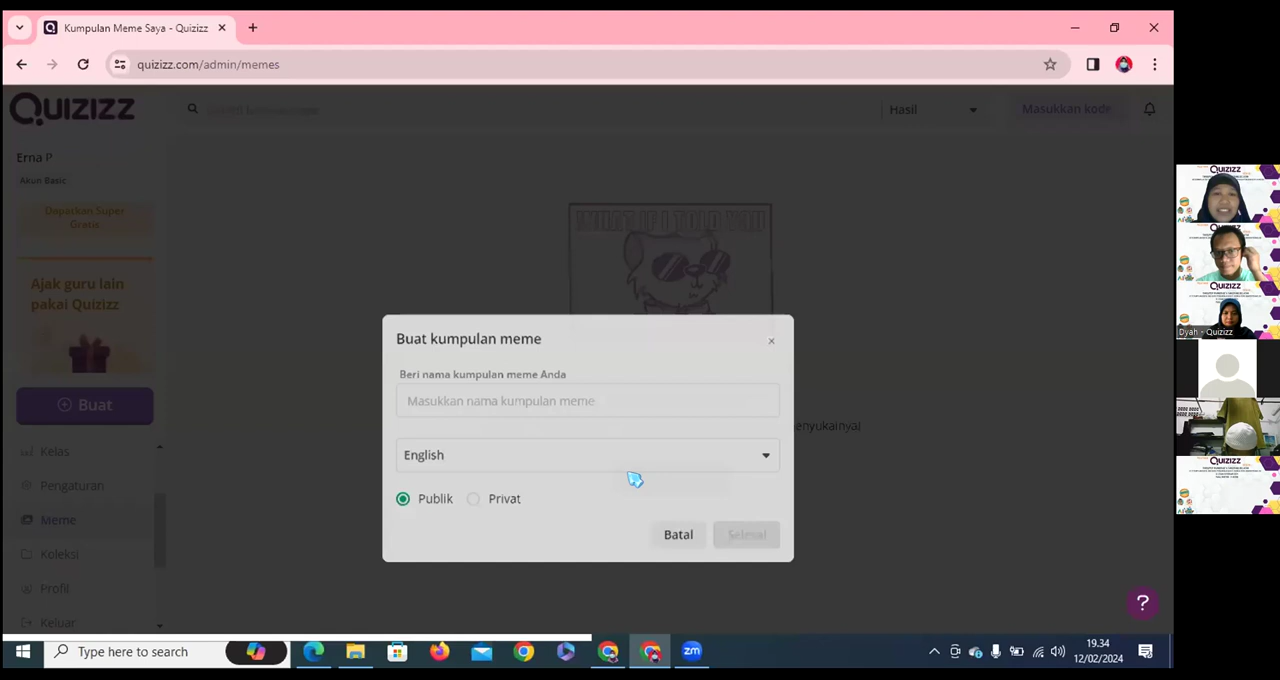 Kumpulan Meme Saya - Quizizz
quizizz.com/admin/memes
QUIZIZZ
Hasil
Masukkan kode
Erna P
Akun Basic
Dapatkan Super
Gratis
Ajak guru lain
pakai Quizizz
Buat
Kelas
Pengaturan
Meme
Koleksi
Profil
Keluar
WHAT IF I TOLD YOU
Buat kumpulan meme
×
Beri nama kumpulan meme Anda
Masukkan nama kumpulan meme
English
Publik
Privat
Batal
Selesai
menyukainya!
?
QUIZIZZ
QUIZIZZ
QUIZIZZ
Dyah - Quizizz
QUIZIZZ
Type here to search
zm
19.34
12/02/2024